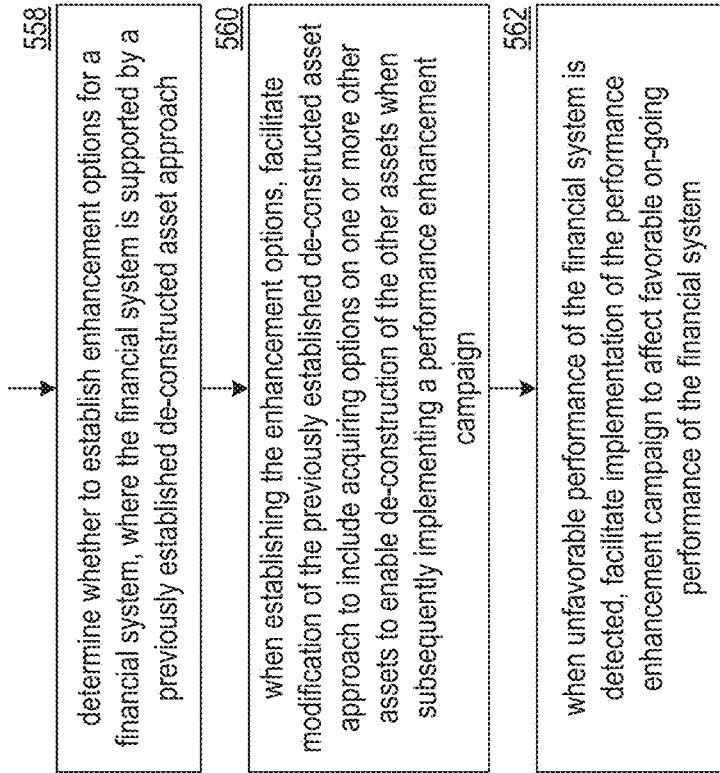 558
determine whether to establish enhancement options for a
financial system, where the financial system is supported by a
previously established de-constructed asset approach
560
when establishing the enhancement options, facilitate
modification of the previously established de-constructed asset
approach to include acquiring options on one or more other
assets to enable de-construction of the other assets when
subsequently implementing a performance enhancement
campaign
562
when unfavorable performance of the financial system is
detected, facilitate implementation of the performance
enhancement campaign to affect favorable on-going
performance of the financial system